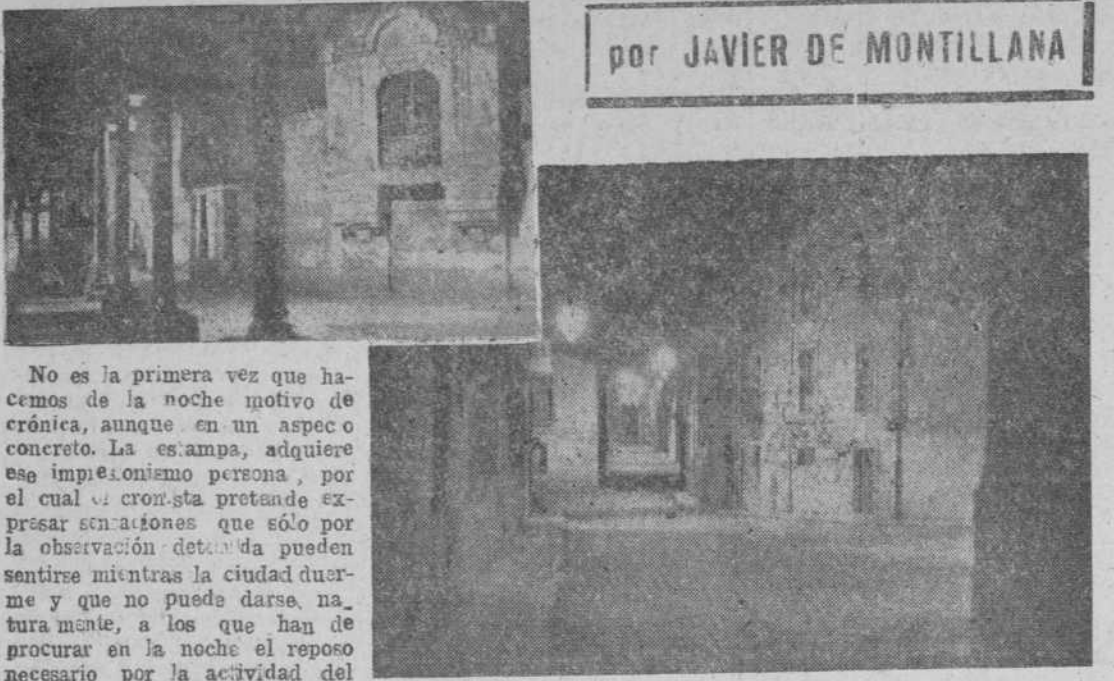 por JAVIER DE MONTILLANA
No es la primera vez que ha-
cemos de la noche motivo de
crónica, aunque en un aspec o
concreto. La es.ampa, adquiere
ese impresionismo persona , por
el cual cronista pretende ex-
presar sensaciones que sólo por
la observación detenida pueden
sentirse mientras la ciudad duer-
me y que no puede darse, na_
tura mente, a los que han de
procurar en la noche el reposo
necesario por la actividad del